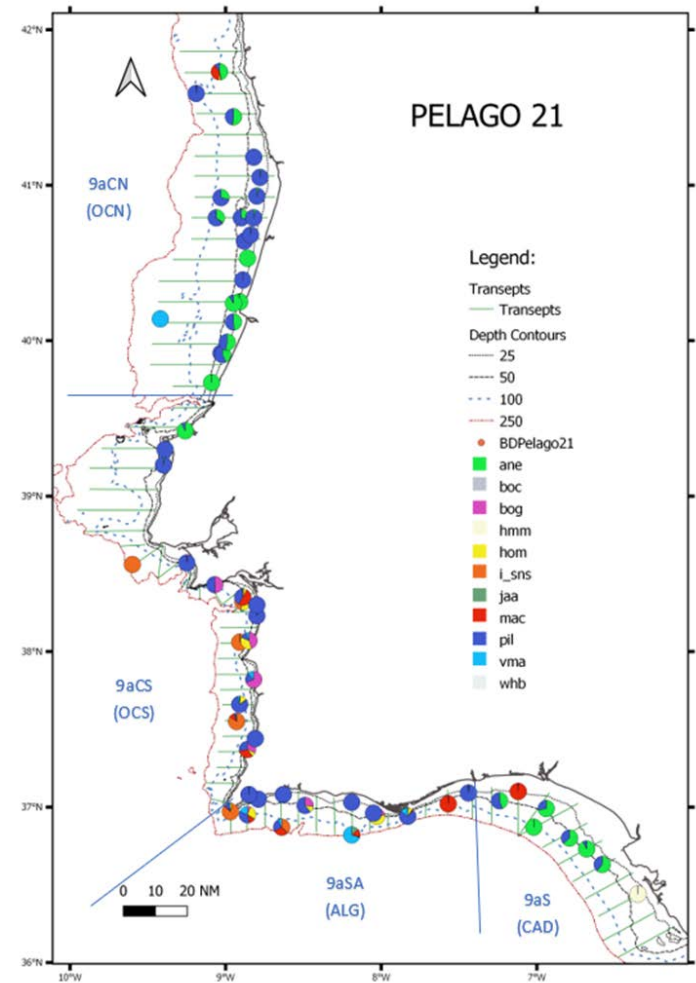 PELAGO 21
42°N
41°N
40°N
39°N
38°N
37°N
36°N
10°W
9°W
8°W
7°W
9aCN
(OCN)
9aCS
(OCS)
9aSA
(ALG)
9aS
(CAD)
0 10 20 NM
Legend:
Transepts
Transepts
Depth Contours
25
50
100
250
BDPelago21
ane
boc
bog
hmm
hom
i_sns
jaa
mac
pil
vma
whb